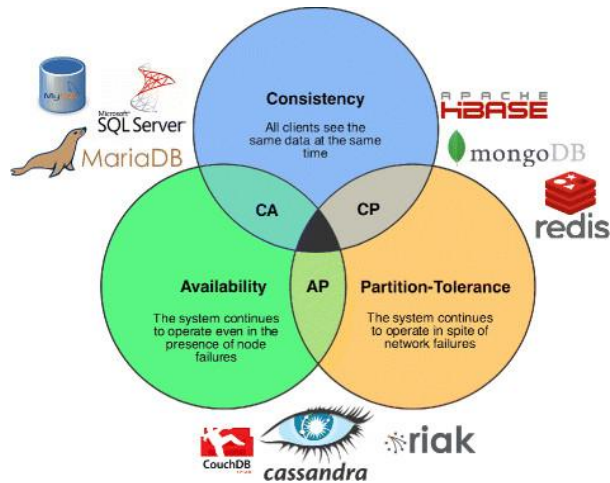 MySQL
Microsoft
SQL Server
MariaDB
Consistency
All clients see the
same data at the same
time
APACHE
HBASE
mongoDB
redis
CA
CP
AP
Availability
The system continues
to operate even in the
presence of node
failures
Partition-Tolerance
The system continues
to operate in spite of
network failures
CouchDB
cassandra
riak